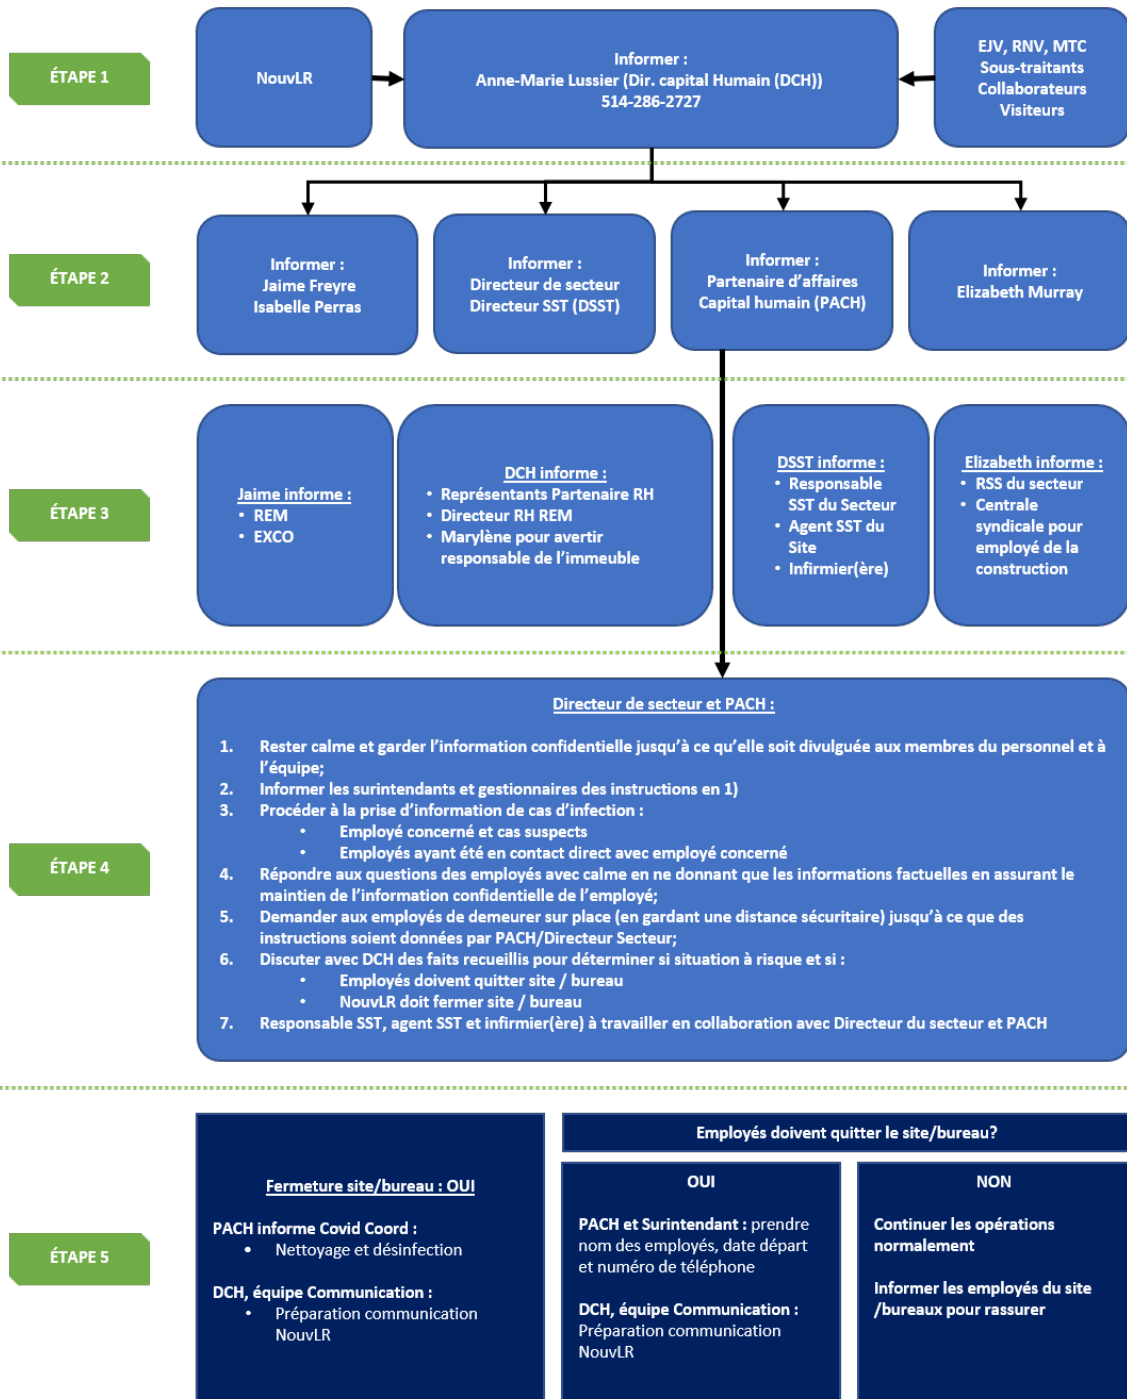 ÉTAPE 1
NouvLR
Informer :
Anne-Marie Lussier (Dir. capital Humain (DCH))
514-286-2727
EJV, RNV, MTC
Sous-traitants
Collaborateurs
Visiteurs
ÉTAPE 2
Informer :
Jaime Freyre
Isabelle Perras
Informer :
Directeur de secteur
Directeur SST (DSST)
Informer :
Partenaire d'affaires
Capital humain (PACH)
Informer :
Elizabeth Murray
ÉTAPE 3
Jaime informe :
• REM
• EXCO
DCH informe :
• Représentants Partenaire RH
• Directeur RH REM
• Marylène pour avertir
responsable de l'immeuble
DSST informe :
• Responsable
SST du Secteur
• Agent SST du
Site
• Infirmier(ère)
Elizabeth informe :
• RSS du secteur
• Centrale
syndicale pour
employé de la
construction
ÉTAPE 4
Directeur de secteur et PACH :
1. Rester calme et garder l'information confidentielle jusqu'à ce qu'elle soit divulguée aux membres du personnel et à
l'équipe;
2. Informer les surintendants et gestionnaires des instructions en 1)
3. Procéder à la prise d'information de cas d'infection :
• Employé concerné et cas suspects
• Employés ayant été en contact direct avec employé concerné
4. Répondre aux questions des employés avec calme en ne donnant que les informations factuelles en assurant le
maintien de l'information confidentielle de l'employé;
5. Demander aux employés de demeurer sur place (en gardant une distance sécuritaire) jusqu'à ce que des
instructions soient données par PACH/Directeur Secteur;
6. Discuter avec DCH des faits recueillis pour déterminer si situation à risque et si :
• Employés doivent quitter site / bureau
• NouvLR doit fermer site / bureau
7. Responsable SST, agent SST et infirmier(ère) à travailler en collaboration avec Directeur du secteur et PACH
ÉTAPE 5
Fermeture site/bureau : OUI
PACH informe Covid Coord :
• Nettoyage et désinfection
DCH, équipe Communication :
• Préparation communication
NouvLR
Employés doivent quitter le site/bureau?
OUI
PACH et Surintendant : prendre
nom des employés, date départ
et numéro de téléphone
DCH, équipe Communication :
Préparation communication
NouvLR
NON
Continuer les opérations
normalement
Informer les employés du site
/bureaux pour rassurer